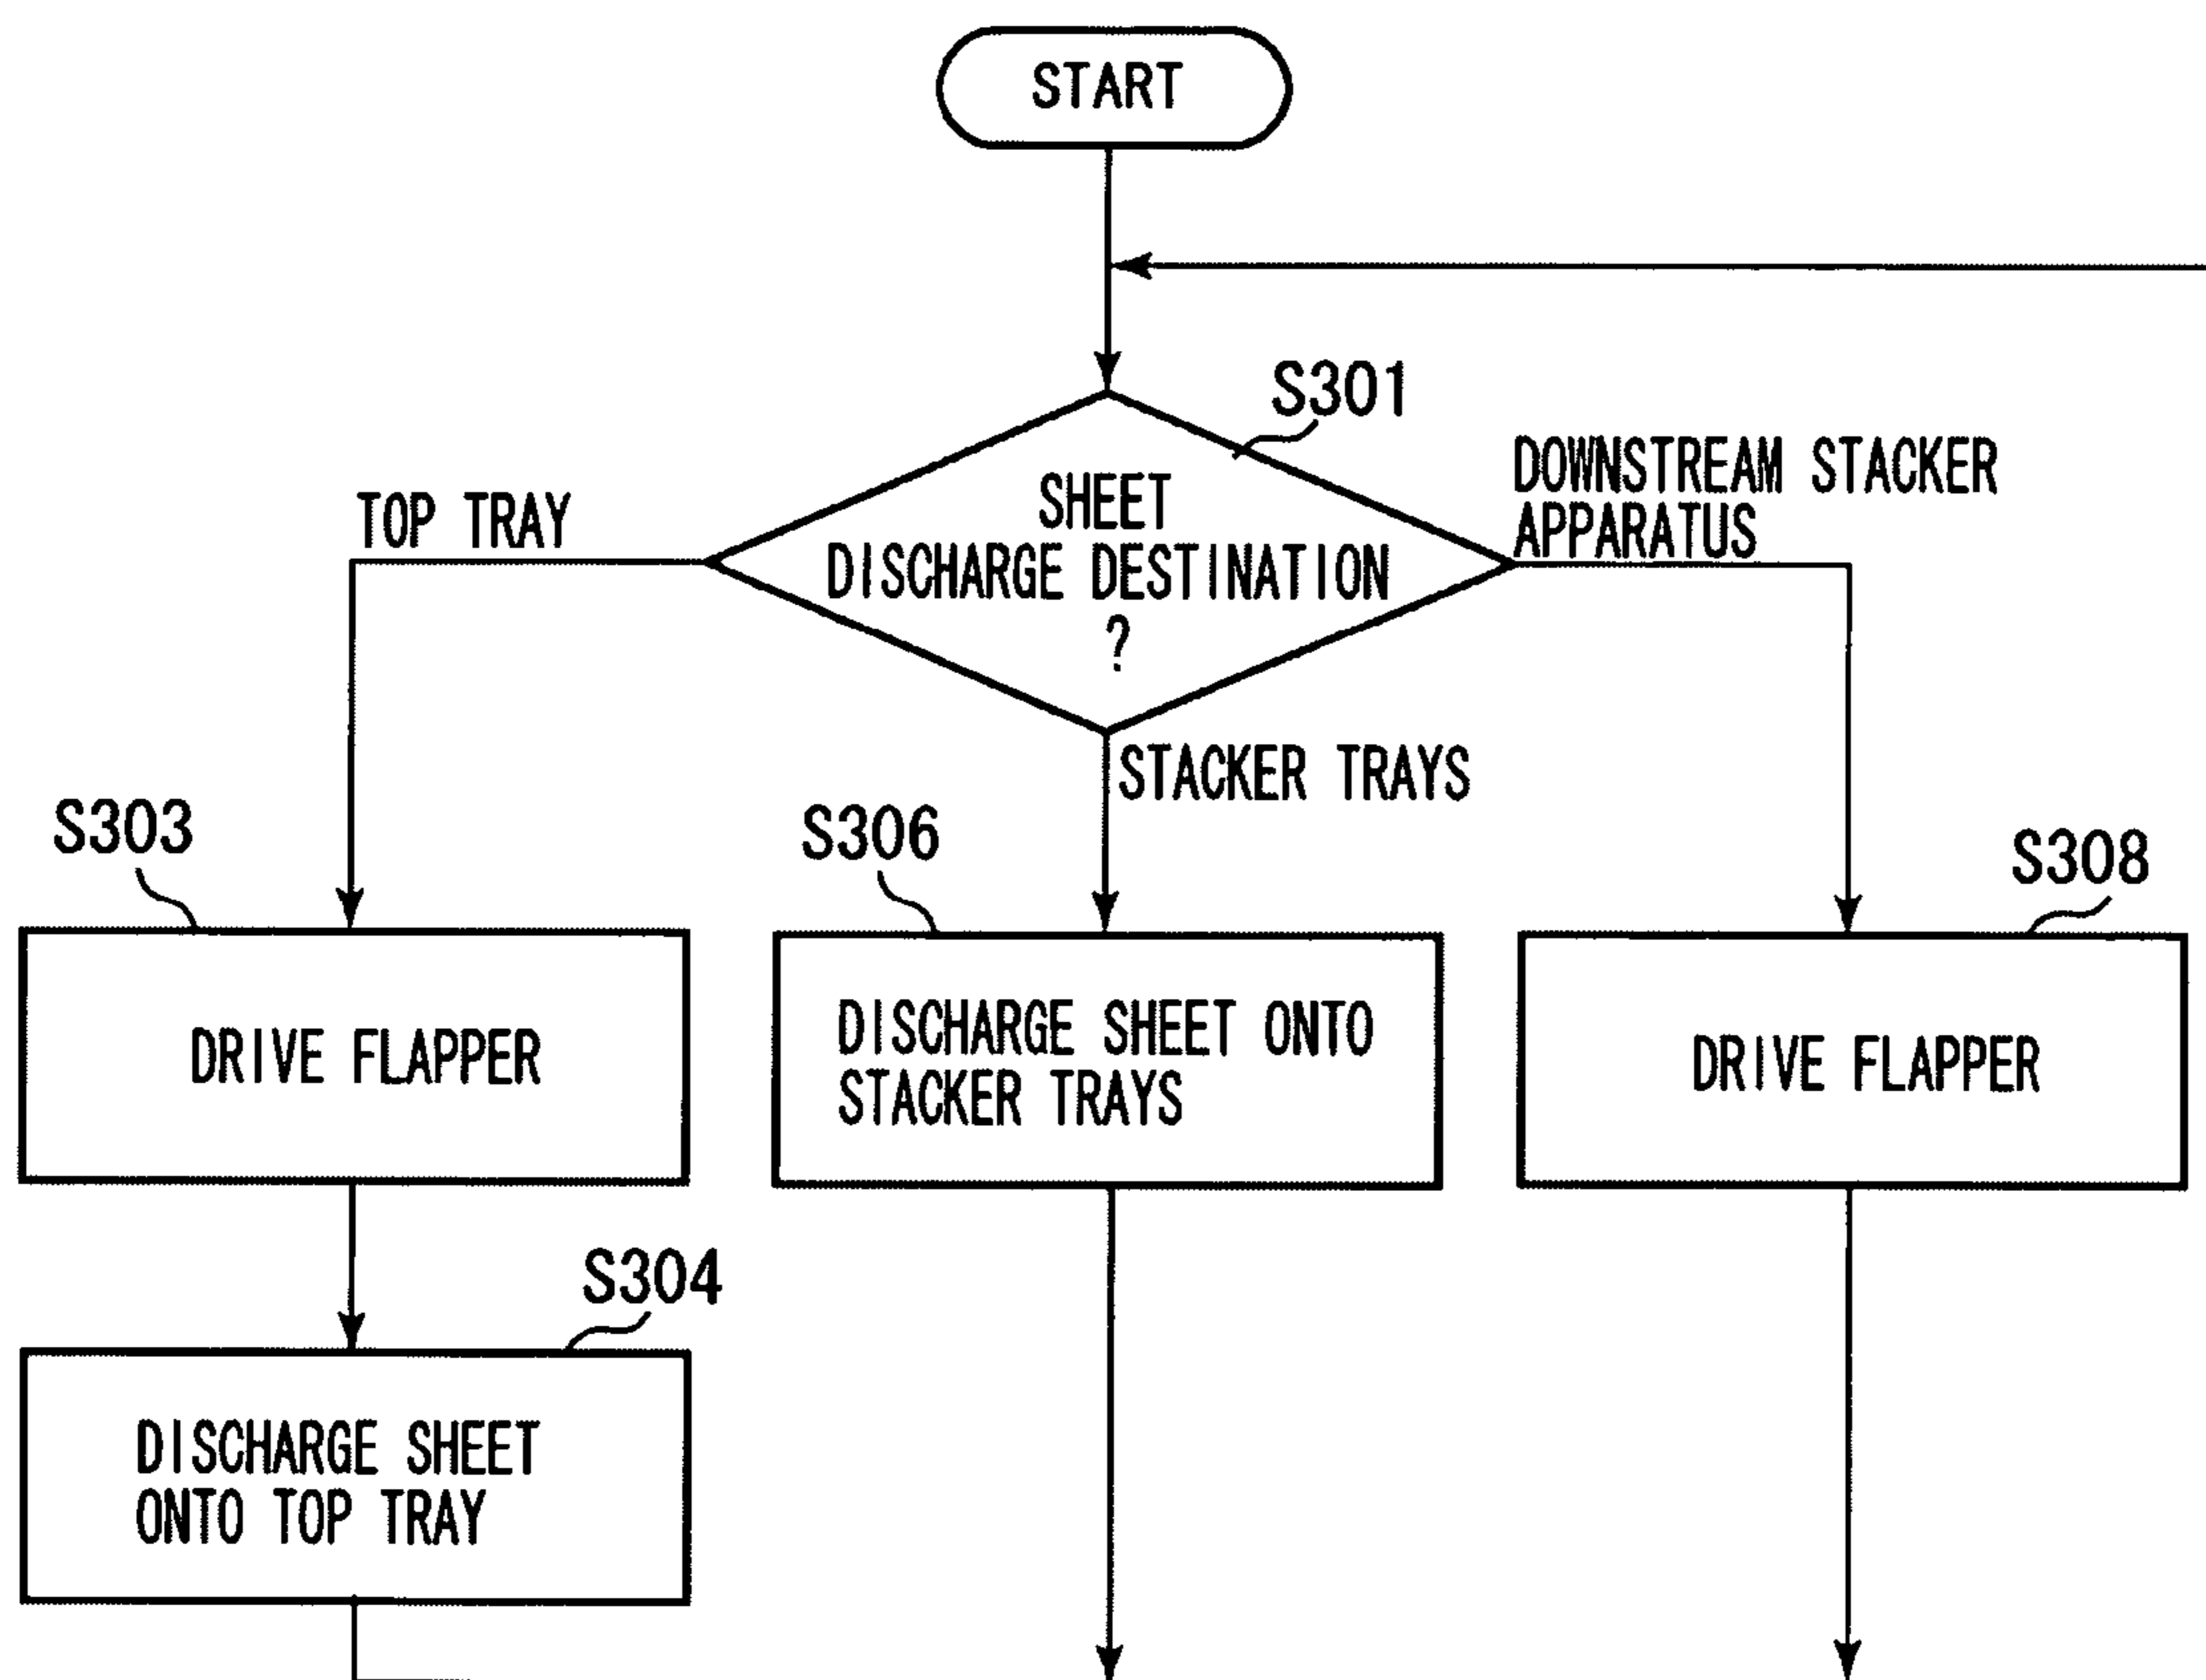 START
S301
SHEET
DISCHARGE DESTINATION
?
TOP TRAY
DOWNSTREAM STACKER
APPARATUS
STACKER TRAYS
S303
DRIVE FLAPPER
S306
DISCHARGE SHEET ONTO
STACKER TRAYS
S308
DRIVE FLAPPER
S304
DISCHARGE SHEET
ONTO TOP TRAY